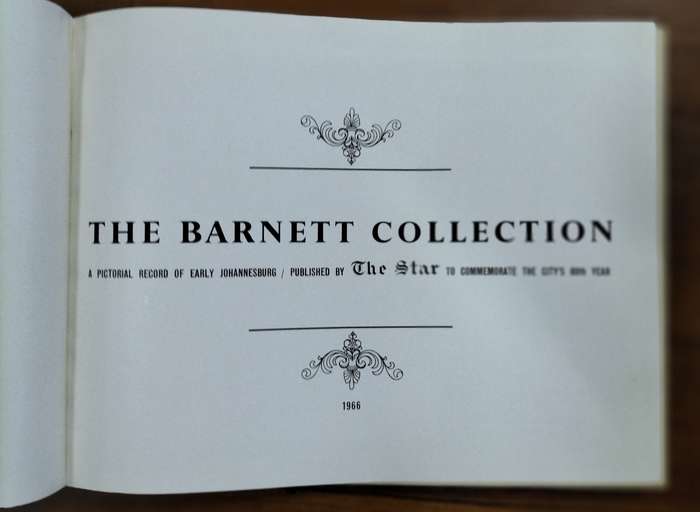 THE BARNETT COLLECTION
A PICTORIAL RECORD OF EARLY JOHANNESBURG / PUBLISHED BY The Star TO COMMEMORATE THE CITY'S 80th YEAR
1966